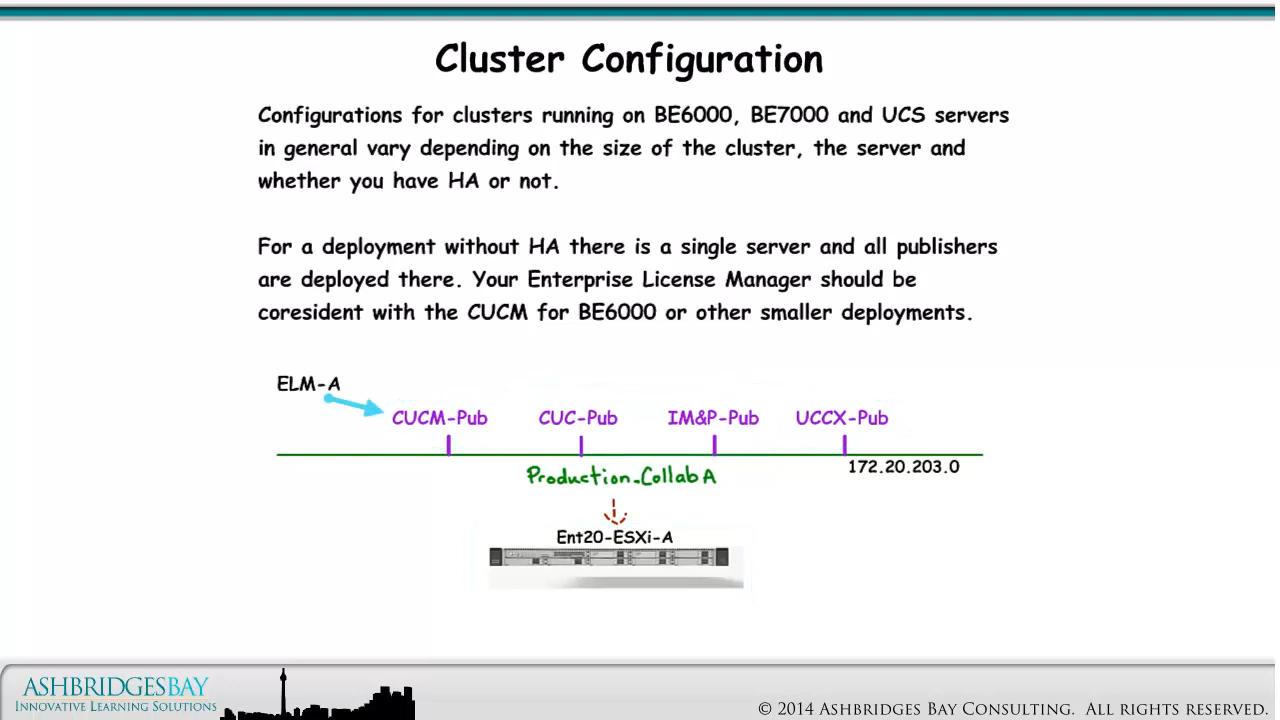 Cluster Configuration
Configurations for clusters running on BE6000, BE7000 and UCS servers
in general vary depending on the size of the cluster, the server and
whether you have HA or not.
For a deployment without HA there is a single server and all publishers
are deployed there. Your Enterprise License Manager should be
coresident with the CUCM for BE6000 or other smaller deployments.
ELM-A
CUCM-Pub CUC-Pub IM&P-Pub UCCX-Pub
172.20.203.0
Production_Collab A
Ent20-ESXi-A
ASHBRIDGESBAY
INNOVATIVE LEARNING SOLUTIONS
© 2014 ASHBRIDGES BAY CONSULTING. ALL RIGHTS RESERVED.